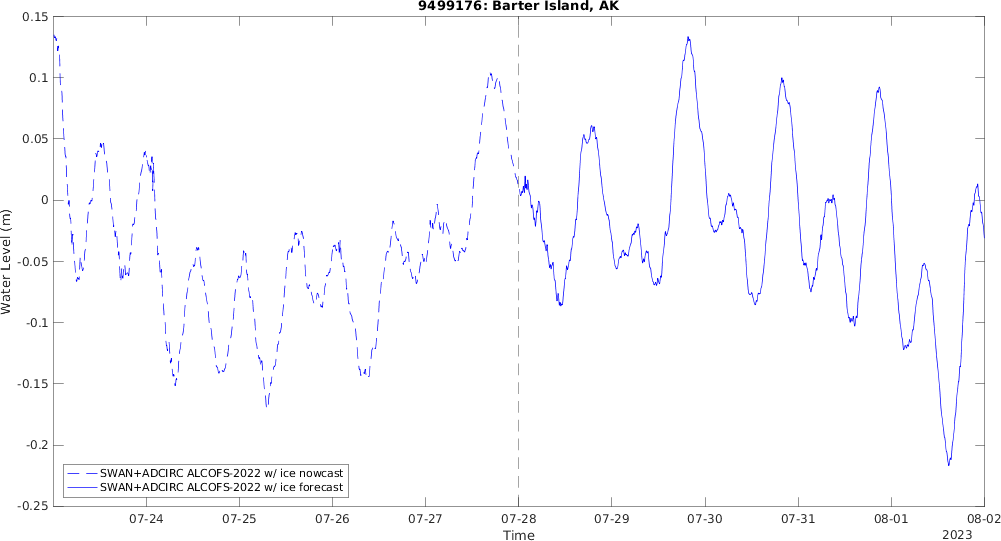 9499176: Barter Island, AK
0.15
0.1
0.05
0
-0.05
-0.1
-0.15
-0.2
-0.25
Water Level (m)
SWAN+ADCIRC ALCOFS-2022 w/ ice nowcast
SWAN+ADCIRC ALCOFS-2022 w/ ice forecast
07-24 07-25 07-26 07-27 07-28 07-29 07-30 07-31 08-01 08-02
Time
2023